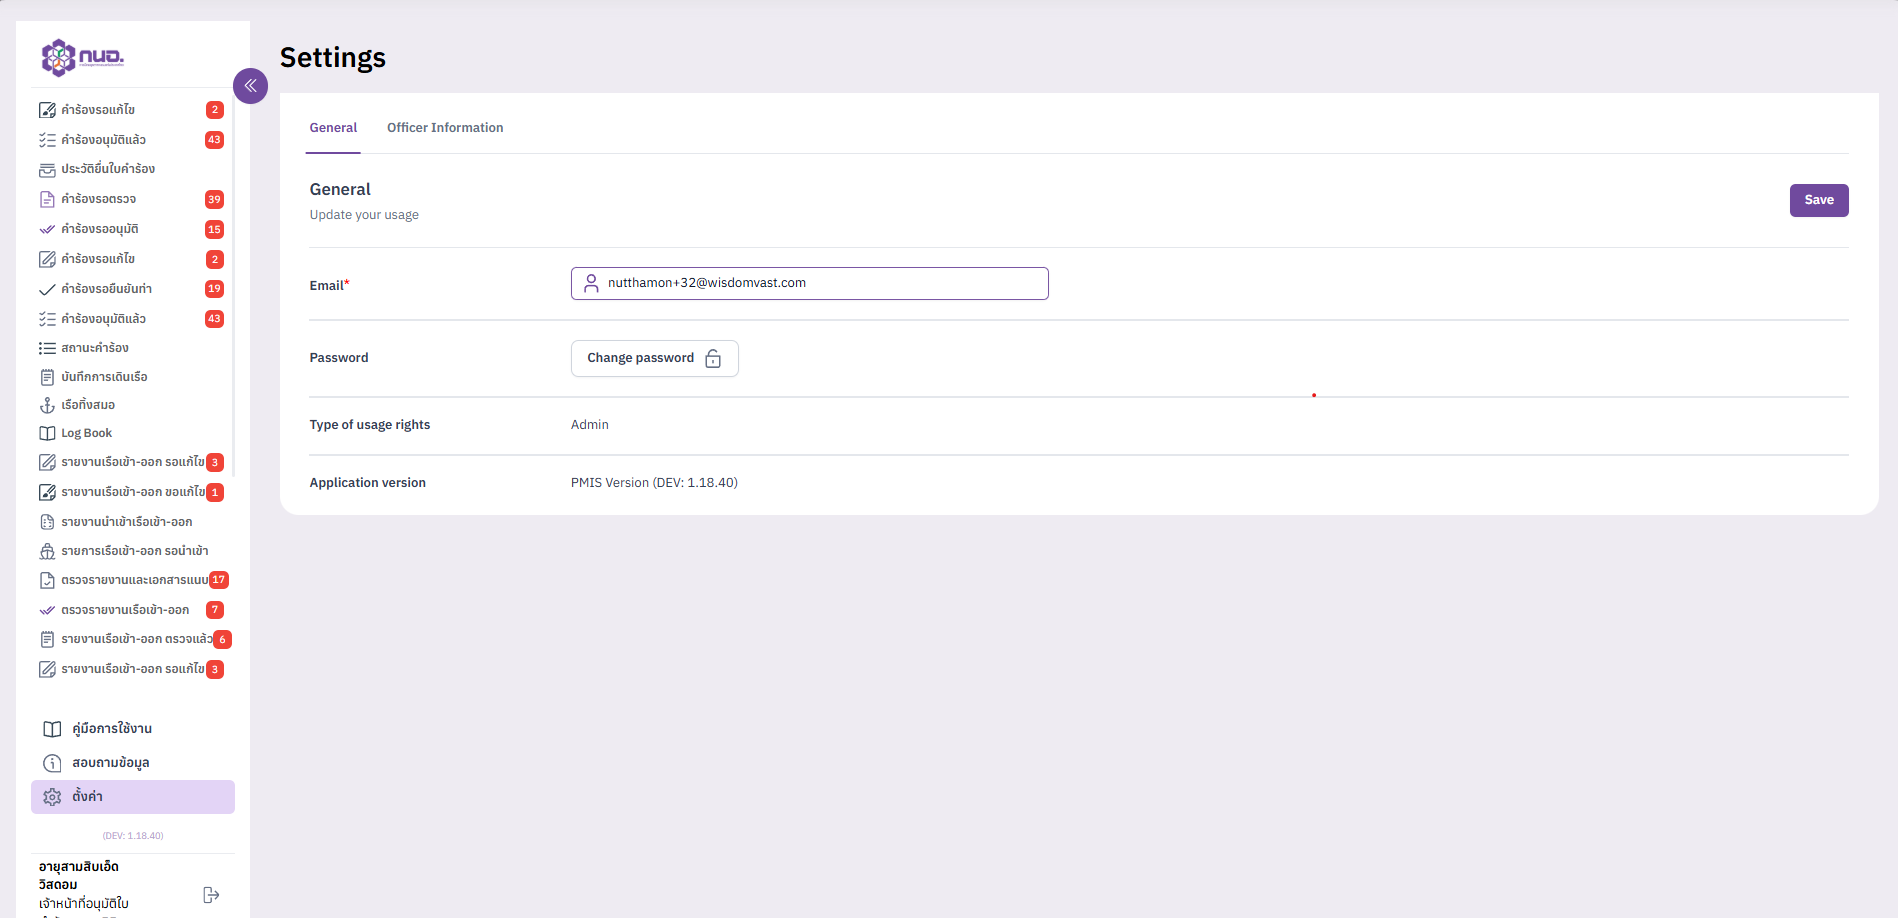 กนอ.
คำร้องรอแก้ไข 2
คำร้องอนุมัติแล้ว 43
ประวัติยื่นใบคำร้อง
คำร้องรอตรวจ 39
คำร้องรออนุมัติ 15
คำร้องรอแก้ไข 2
คำร้องรอยืนยันท่า 19
คำร้องอนุมัติแล้ว 43
สถานะคำร้อง
บันทึกการเดินเรือ
เรือทิ้งสมอ
Log Book
รายงานเรือเข้า-ออก รอแก้ไข 3
รายงานเรือเข้า-ออก ขอแก้ไข 1
รายงานนำเข้าเรือเข้า-ออก
รายการเรือเข้า-ออก รอนำเข้า
ตรวจรายงานและเอกสารแนบ 17
ตรวจรายงานเรือเข้า-ออก 7
รายงานเรือเข้า-ออก ตรวจแล้ว 6
รายงานเรือเข้า-ออก รอแก้ไข 3
คู่มือการใช้งาน
สอบถามข้อมูล
ตั้งค่า
(DEV: 1.18.40)
อายุสามสิบเอ็ด
วิสดอม
เจ้าหน้าที่อนุมัติใบ
Settings
General Officer Information
General
Update your usage
Save
Email* nutthamon+32@wisdomvast.com
Password Change password
Type of usage rights Admin
Application version PMIS Version (DEV: 1.18.40)